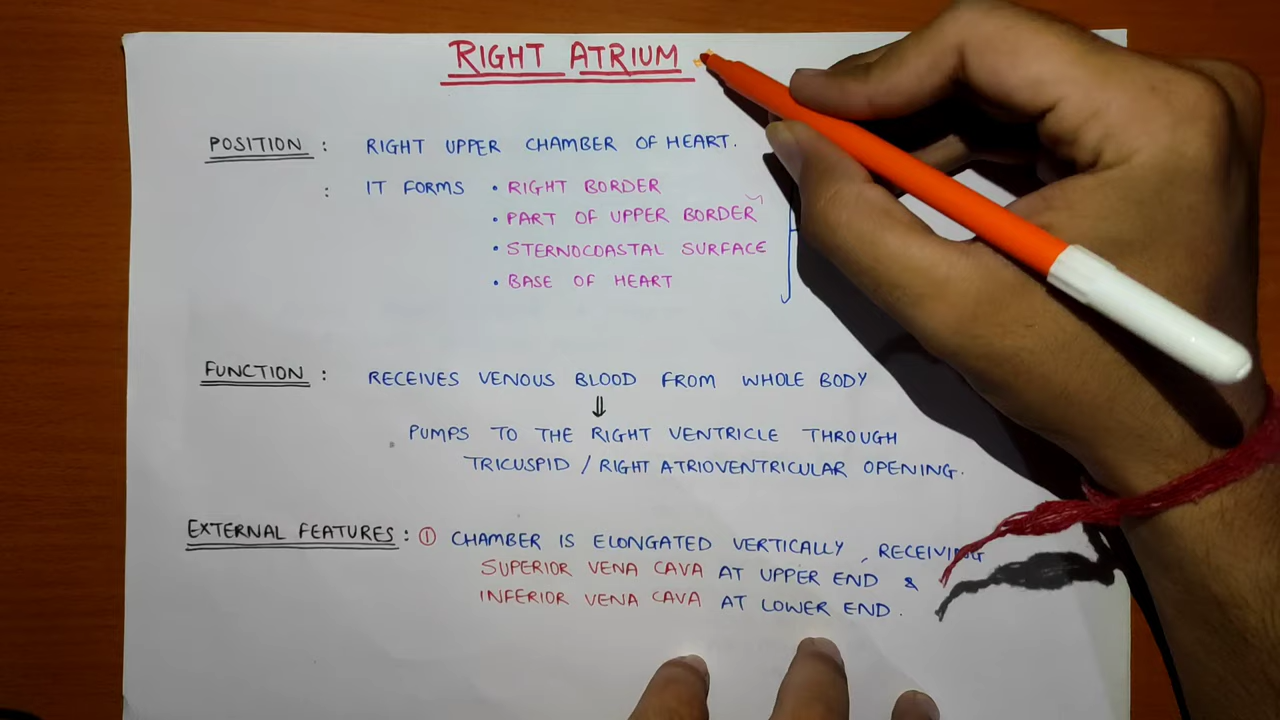 RIGHT ATRIUM
POSITION : RIGHT UPPER CHAMBER OF HEART.
: IT FORMS • RIGHT BORDER
• PART OF UPPER BORDER
• STERNOCOASTAL SURFACE
• BASE OF HEART
FUNCTION : RECEIVES VENOUS BLOOD FROM WHOLE BODY
⇓
PUMPS TO THE RIGHT VENTRICLE THROUGH
TRICUSPID / RIGHT ATRIOVENTRICULAR OPENING.
EXTERNAL FEATURES : ① CHAMBER IS ELONGATED VERTICALLY, RECEIVING
SUPERIOR VENA CAVA AT UPPER END &
INFERIOR VENA CAVA AT LOWER END.